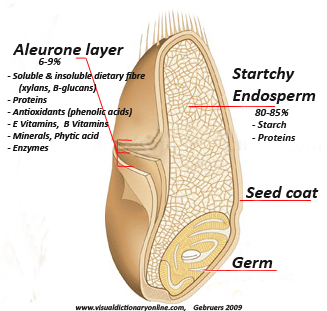 Aleurone layer
6-9%
- Soluble & insoluble dietary fibre
(xylans, B-glucans)
- Proteins
- Antioxidants (phenolic acids)
- E Vitamins, B Vitamins
- Minerals, Phytic acid
- Enzymes
Startchy
Endosperm
80-85%
- Starch
- Proteins
Seed coat
Germ
www.visualdictionaryonline.com, Gebruers 2009